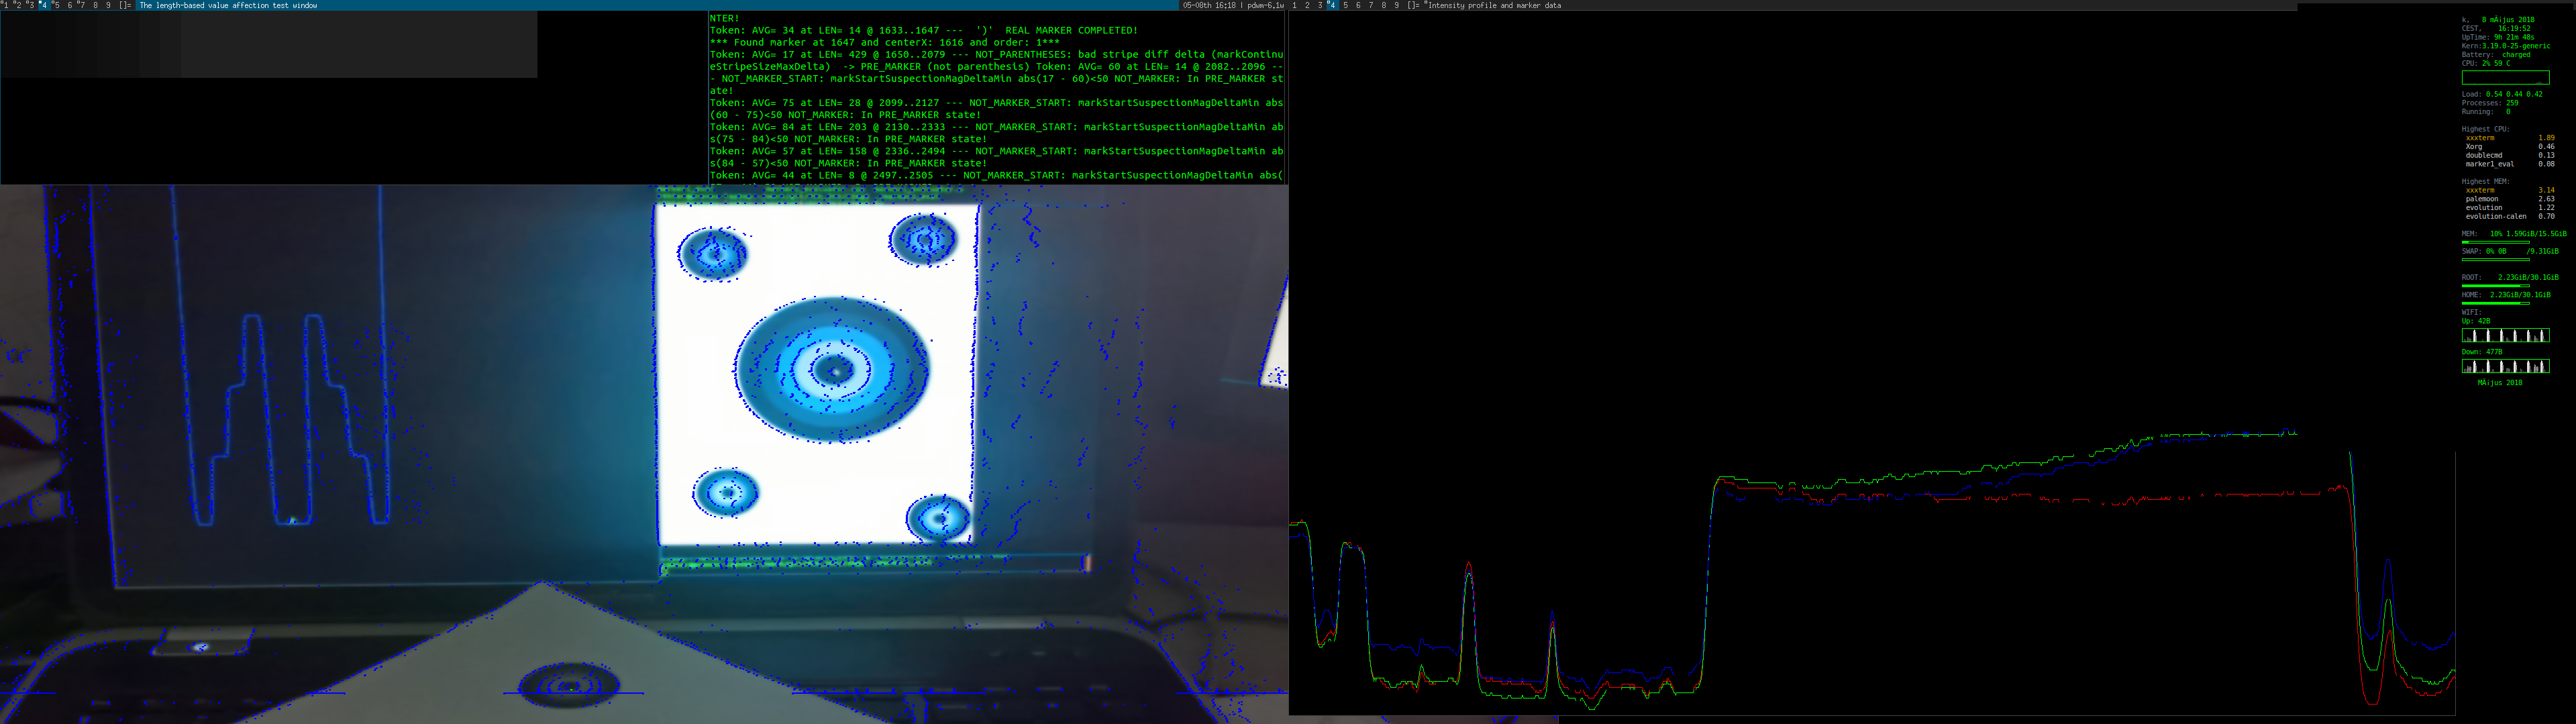 1 2 3 4 5 6 7 8 9 []= The length-based value affection test window
05-08th 16:18 | pdwm-6.1w
1 2 3 4 5 6 7 8 9 []= Intensity profile and marker data
NTER!
Token: AVG= 34 at LEN= 14 @ 1633..1647 --- ')' REAL MARKER COMPLETED!
*** Found marker at 1647 and centerX: 1616 and order: 1***
Token: AVG= 17 at LEN= 429 @ 1650..2079 --- NOT_PARENTHESES: bad stripe diff delta (markContinu
eStripeSizeMaxDelta) -> PRE_MARKER (not parenthesis) Token: AVG= 60 at LEN= 14 @ 2082..2096 --
- NOT_MARKER_START: markStartSuspectionMagDeltaMin abs(17 - 60)<50 NOT_MARKER: In PRE_MARKER st
ate!
Token: AVG= 75 at LEN= 28 @ 2099..2127 --- NOT_MARKER_START: markStartSuspectionMagDeltaMin abs
(60 - 75)<50 NOT_MARKER: In PRE_MARKER state!
Token: AVG= 84 at LEN= 203 @ 2130..2333 --- NOT_MARKER_START: markStartSuspectionMagDeltaMin ab
s(75 - 84)<50 NOT_MARKER: In PRE_MARKER state!
Token: AVG= 57 at LEN= 158 @ 2336..2494 --- NOT_MARKER_START: markStartSuspectionMagDeltaMin ab
s(84 - 57)<50 NOT_MARKER: In PRE_MARKER state!
Token: AVG= 44 at LEN= 8 @ 2497..2505 --- NOT_MARKER_START: markStartSuspectionMagDeltaMin abs(
k, 8 mÃ¡jus 2018
CEST, 16:19:52
UpTime: 9h 21m 48s
Kern:3.19.0-25-generic
Battery: charged
CPU: 2% 59 C
Load: 0.54 0.44 0.42
Processes: 259
Running: 0
Highest CPU:
xxxterm 1.89
Xorg 0.46
doublecmd 0.13
marker1_eval 0.08
Highest MEM:
xxxterm 3.14
palemoon 2.63
evolution 1.22
evolution-calen 0.70
MEM: 10% 1.59GiB/15.5GiB
SWAP: 0% 0B /9.31GiB
ROOT: 2.23GiB/30.1GiB
HOME: 2.23GiB/30.1GiB
WIFI:
Up: 42B
Down: 477B
MÃ¡jus 2018